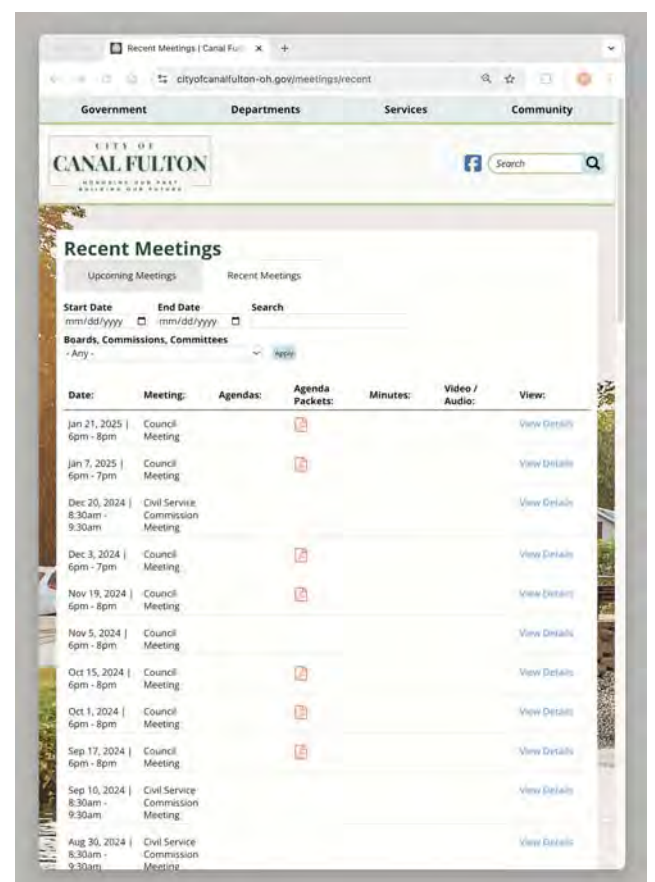 Recent Meetings | Canal Ful
cityofcanalfulton-oh.gov/meetings/recent
Government Departments Services Community
CITY OF
CANAL FULTON
HONORING OUR PAST
BUILDING OUR FUTURE
Search
Recent Meetings
Upcoming Meetings Recent Meetings
Start Date End Date Search
mm/dd/yyyy mm/dd/yyyy
Boards, Commissions, Committees
- Any - Apply
Date: Meeting: Agendas: Agenda Packets: Minutes: Video / Audio: View:
Jan 21, 2025 | Council View Details
6pm - 8pm Meeting
Jan 7, 2025 | Council View Details
6pm - 7pm Meeting
Dec 20, 2024 | Civil Service View Details
8:30am - Commission
9:30am Meeting
Dec 3, 2024 | Council View Details
6pm - 7pm Meeting
Nov 19, 2024 | Council View Details
6pm - 8pm Meeting
Nov 5, 2024 | Council View Details
6pm - 8pm Meeting
Oct 15, 2024 | Council View Details
6pm - 8pm Meeting
Oct 1, 2024 | Council View Details
6pm - 8pm Meeting
Sep 17, 2024 | Council View Details
6pm - 8pm Meeting
Sep 10, 2024 | Civil Service View Details
8:30am - Commission
9:30am Meeting
Aug 30, 2024 | Civil Service View Details
8:30am - Commission
9:30am Meeting